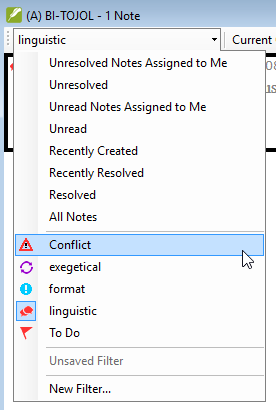 (A) BI-TOJOL - 1 Note
linguistic
Current
Unresolved Notes Assigned to Me
Unresolved
Unread Notes Assigned to Me
Unread
Recently Created
Recently Resolved
Resolved
All Notes
Conflict
exegetical
format
linguistic
To Do
Unsaved Filter
New Filter...